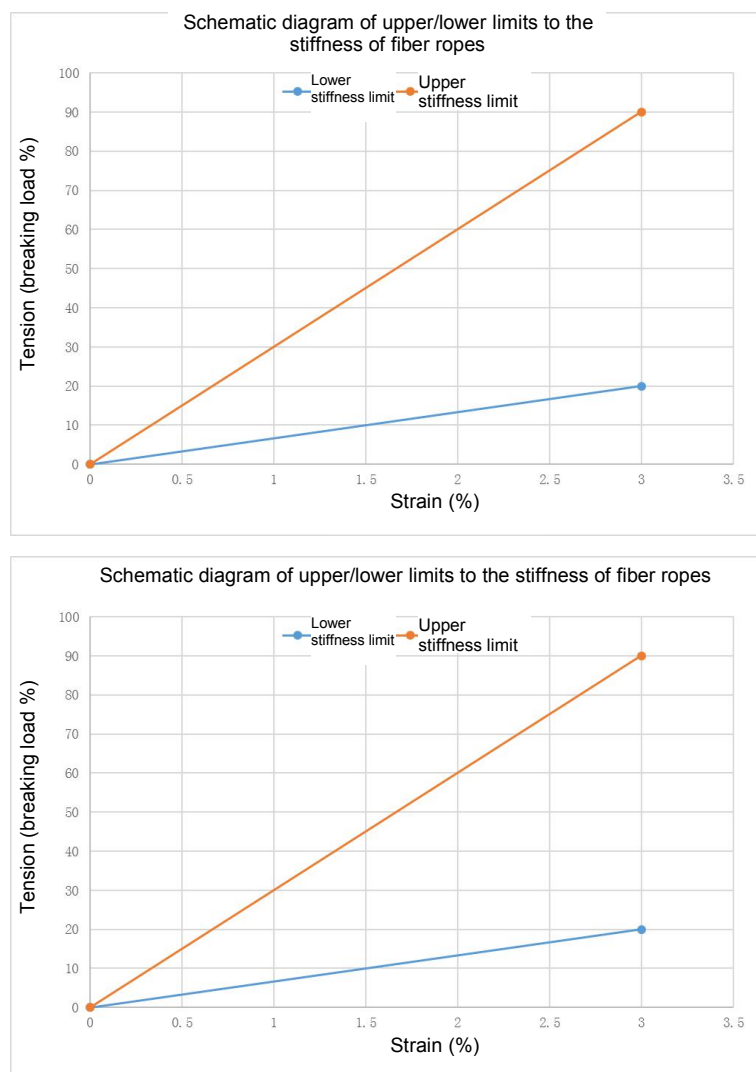 Schematic diagram of upper/lower limits to the
stiffness of fiber ropes
Lower
stiffness limit
Upper
stiffness limit
Tension (breaking load %)
100
90
80
70
60
50
40
30
20
10
0
0 0.5 1 1.5 2 2.5 3 3.5
Strain (%)
Schematic diagram of upper/lower limits to the stiffness of fiber ropes
Lower
stiffness limit
Upper
stiffness limit
Tension (breaking load %)
100
90
80
70
60
50
40
30
20
10
0
0 0.5 1 1.5 2 2.5 3 3.5
Strain (%)